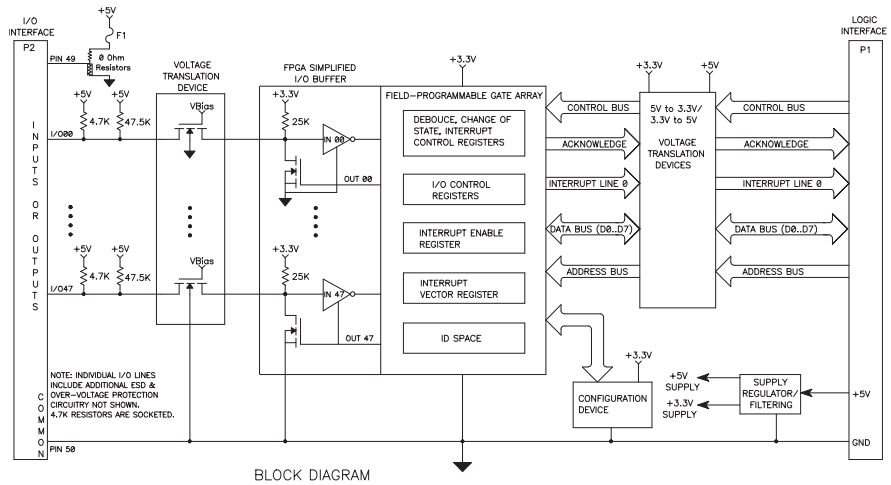 I/O
INTERFACE
P2
+5V
F1
PIN 49
0 Ohm
Resistors
INPUTS OR OUTPUTS
VOLTAGE
TRANSLATION
DEVICE
FPGA SIMPLIFIED
I/O BUFFER
+3.3V
FIELD-PROGRAMMABLE GATE ARRAY
+5V
+5V
4.7K
47.5K
I/O00
VBias
+3.3V
25K
IN 00
OUT 00
DEBOUCE, CHANGE OF
STATE, INTERRUPT
CONTROL REGISTERS
I/O CONTROL
REGISTERS
INTERRUPT ENABLE
REGISTER
INTERRUPT
VECTOR REGISTER
ID SPACE
+5V
+5V
4.7K
47.5K
I/O47
VBias
+3.3V
25K
IN 47
OUT 47
CONTROL BUS
ACKNOWLEDGE
INTERRUPT LINE 0
DATA BUS (D0..D7)
ADDRESS BUS
+3.3V
+5V
5V to 3.3V/
3.3V to 5V
VOLTAGE
TRANSLATION
DEVICES
CONTROL BUS
ACKNOWLEDGE
INTERRUPT LINE 0
DATA BUS (D0..D7)
ADDRESS BUS
LOGIC
INTERFACE
P1
+3.3V
CONFIGURATION
DEVICE
+5V
SUPPLY
+3.3V
SUPPLY
SUPPLY
REGULATOR/
FILTERING
+5V
GND
NOTE: INDIVIDUAL I/O LINES
INCLUDE ADDITIONAL ESD &
OVER-VOLTAGE PROTECTION
CIRCUITRY NOT SHOWN.
4.7K RESISTORS ARE SOCKETED.
COMMON
PIN 50
BLOCK DIAGRAM